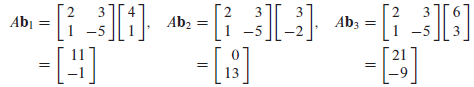 Ab₁ = [2 3; 1 −5][4; 1], Ab₂ = [2 3; 1 −5][3; −2], Ab₃ = [2 3; 1 −5][6; 3]
= [11; −1] = [0; 13] = [21; −9]